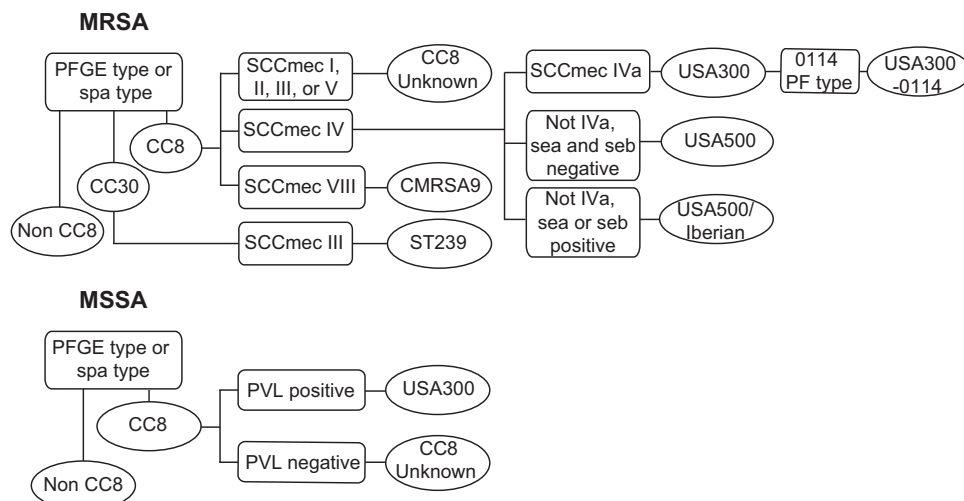 MRSA
PFGE type or
spa type
Non CC8
CC30
CC8
SCCmec I,
II, III, or V
CC8
Unknown
SCCmec IV
SCCmec VIII
CMRSA9
SCCmec III
ST239
SCCmec IVa
USA300
0114
PF type
USA300
-0114
Not IVa,
sea and seb
negative
USA500
Not IVa,
sea or seb
positive
USA500/
Iberian
MSSA
PFGE type or
spa type
Non CC8
CC8
PVL positive
USA300
PVL negative
CC8
Unknown